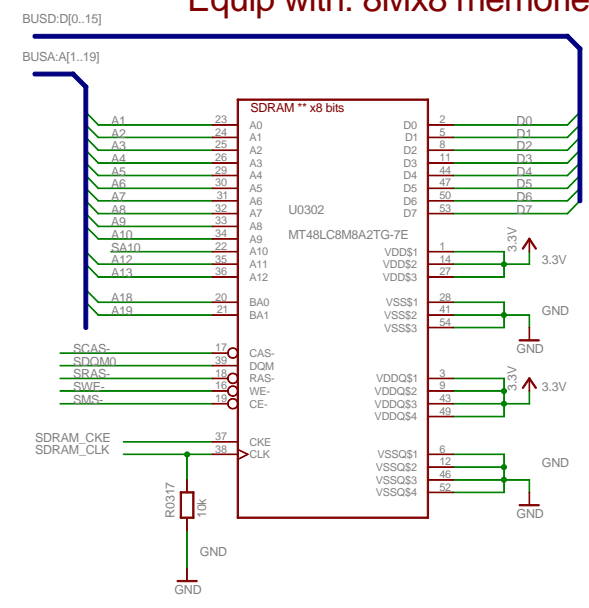 Equip with: 8Mx8 memorie
BUSD:D[0..15]
BUSA:A[1..19]
SDRAM ** x8 bits
A1 23 A0 D0 2 D0
A2 24 A1 D1 5 D1
A3 25 A2 D2 8 D2
A4 26 A3 D3 11 D3
A5 29 A4 D4 44 D4
A6 30 A5 D5 47 D5
A7 31 A6 D6 50 D6
A8 32 A7 D7 53 D7
U0302
A9 33 A8
A10 34 A9
MT48LC8M8A2TG-7E
SA10 22 A10
A12 35 A11
A13 36 A12
VDD$1 1
VDD$2 14
VDD$3 27
3.3V
3.3V
A18 20 BA0
A19 21 BA1
VSS$1 28
VSS$2 41
VSS$3 54
GND
GND
SCAS- 17 CAS-
SDQM0 39 DQM
SRAS- 18 RAS-
SWE- 16 WE-
SMS- 19 CE-
VDDQ$1 3
VDDQ$2 9
VDDQ$3 43
VDDQ$4 49
3.3V
3.3V
SDRAM_CKE 37 CKE
SDRAM_CLK 38 CLK
VSSQ$1 6
VSSQ$2 12
VSSQ$3 46
VSSQ$4 52
GND
GND
R0317
10k
GND
GND